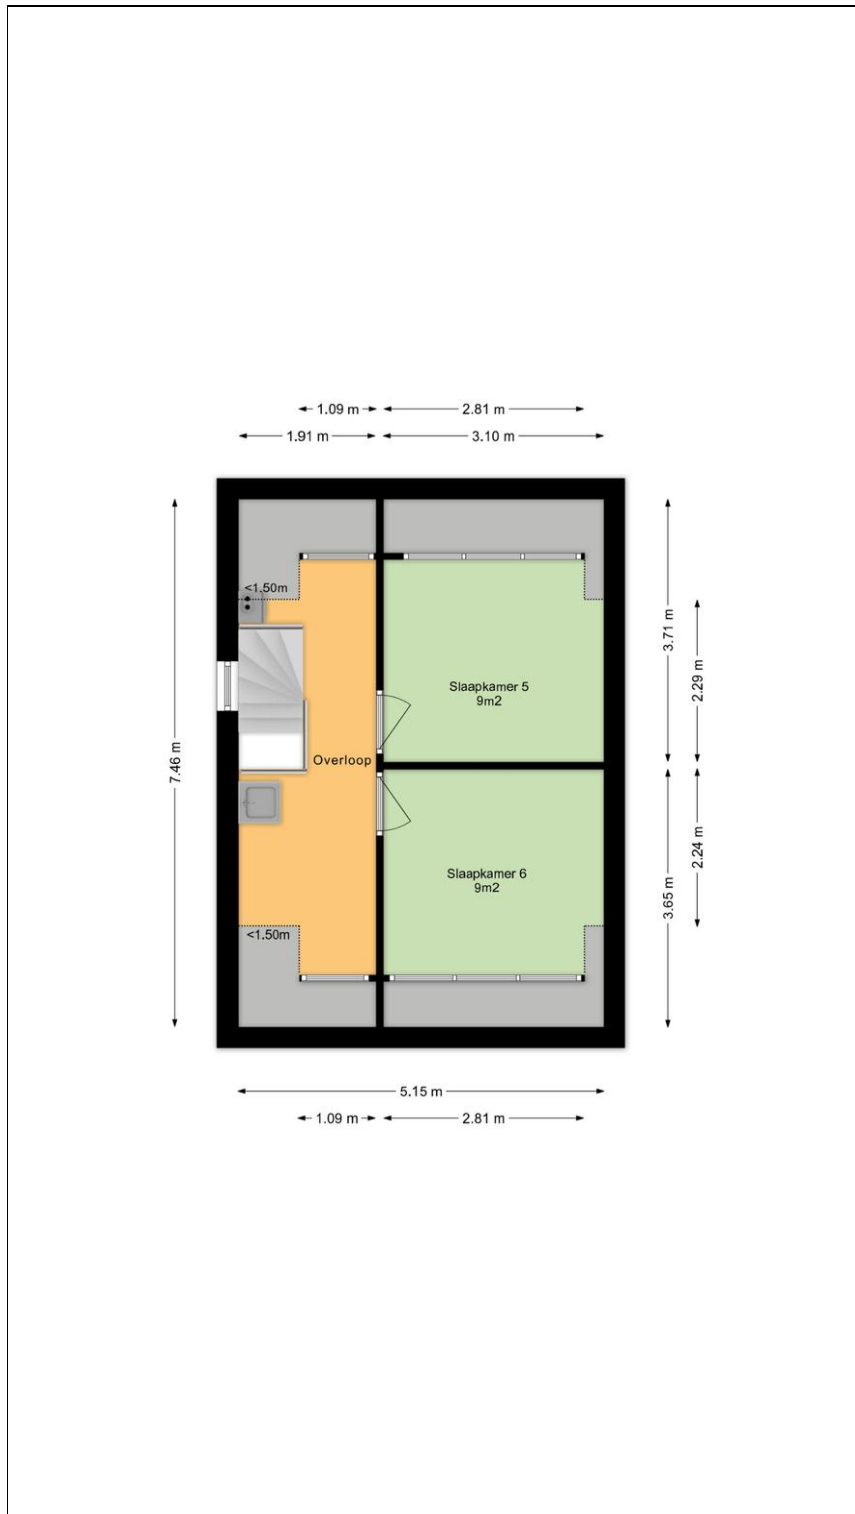 1.09 m
2.81 m
1.91 m
3.10 m
<1.50m
3.71 m
2.29 m
Slaapkamer 5
9m2
7.46 m
Overloop
2.24 m
Slaapkamer 6
9m2
3.65 m
<1.50m
5.15 m
1.09 m
2.81 m